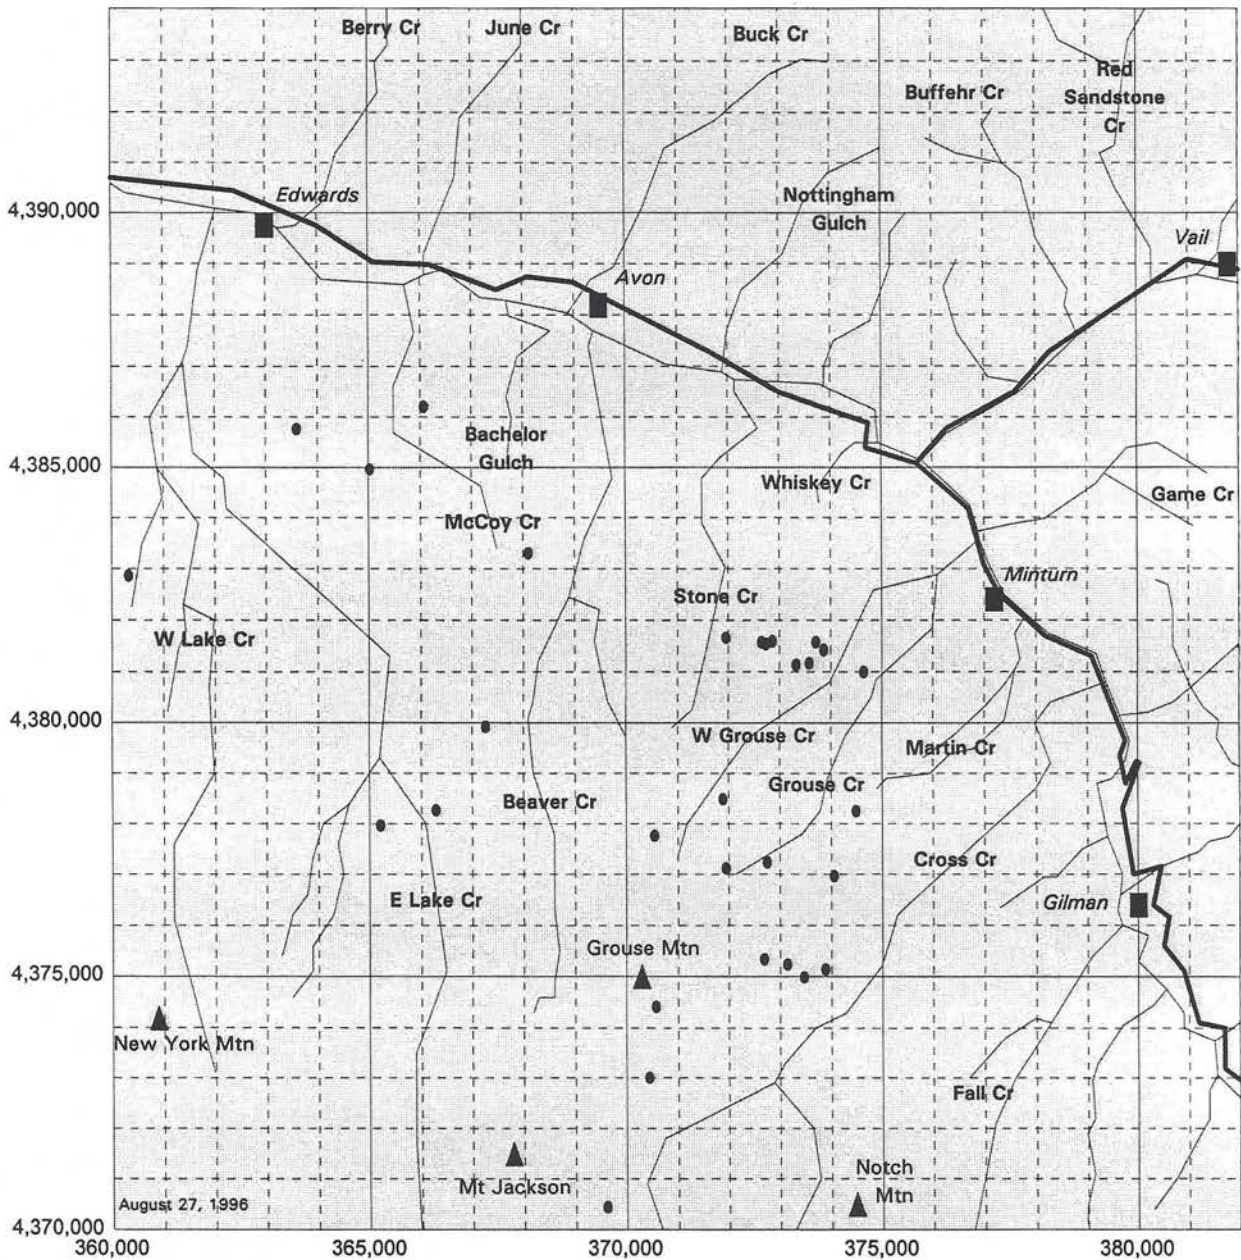 Berry Cr
June Cr
Buck Cr
Red
Sandstone
Cr
Buffehr Cr
Nottingham
Gulch
4,390,000
Edwards
Vail
Avon
Bachelor
Gulch
4,385,000
Whiskey Cr
Game Cr
McCoy Cr
Minturn
Stone Cr
W Lake Cr
4,380,000
W Grouse Cr
Martin Cr
Grouse Cr
Beaver Cr
Cross Cr
E Lake Cr
Gilman
Grouse Mtn
4,375,000
New York Mtn
Fall Cr
Notch
Mtn
Mt Jackson
August 27, 1996
4,370,000
360,000
365,000
370,000
375,000
380,000